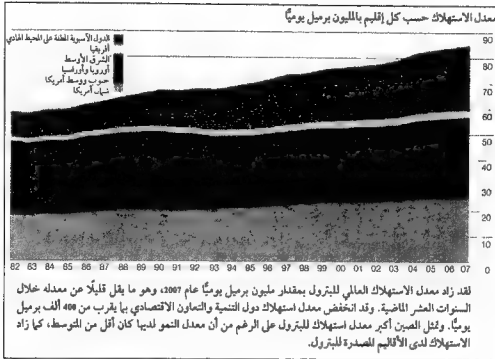 معدل الاستهلاك حسب كل إقليم بالمليون برميل يوميًّا
الدول الآسيوية المطلة على المحيط الهادي
أفريقيا
الشرق الأوسط
أوروبا وأوراسيا
جنوب ووسط أمريكا
شمال أمريكا
90
80
70
60
50
40
30
20
10
0
82 83 84 85 86 87 88 89 90 91 92 93 94 95 96 97 98 99 00 01 02 03 04 05 06 07
لقد زاد معدل الاستهلاك العالمي للبترول بمقدار مليون برميل يوميًّا عام 2007، وهو ما يقل قليلًا عن معدله خلال
السنوات العشر الماضية. وقد انخفض معدل استهلاك دول التنمية والتعاون الاقتصادي بما يقرب من 400 ألف برميل
يوميًّا. وتمثل الصين أكبر معدل استهلاك للبترول على الرغم من أن معدل النمو لديها كان أقل من المتوسط، كما زاد
الاستهلاك لدى الأقاليم المصدرة للبترول.